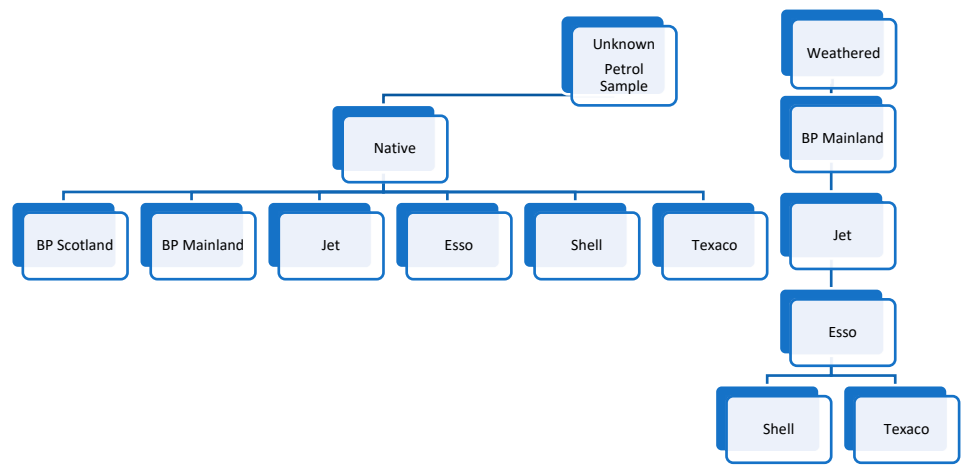 Unknown
Petrol
Sample
Weathered
Native
BP Mainland
BP Scotland
BP Mainland
Jet
Esso
Shell
Texaco
Jet
Esso
Shell
Texaco